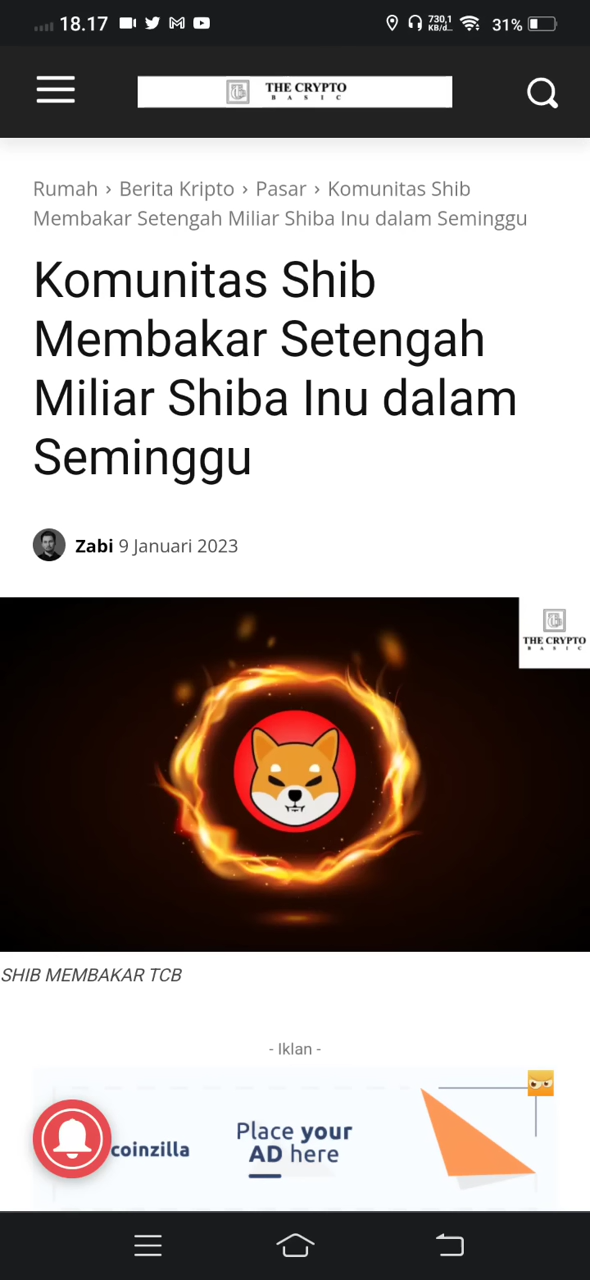 18.17
730,1
KB/d...
31%
THE CRYPTO
BASIC
Rumah › Berita Kripto › Pasar › Komunitas Shib
Membakar Setengah Miliar Shiba Inu dalam Seminggu
Komunitas Shib
Membakar Setengah
Miliar Shiba Inu dalam
Seminggu
Zabi 9 Januari 2023
THE CRYPTO
BASIC
SHIB MEMBAKAR TCB
- Iklan -
coinzilla
Place your
AD here